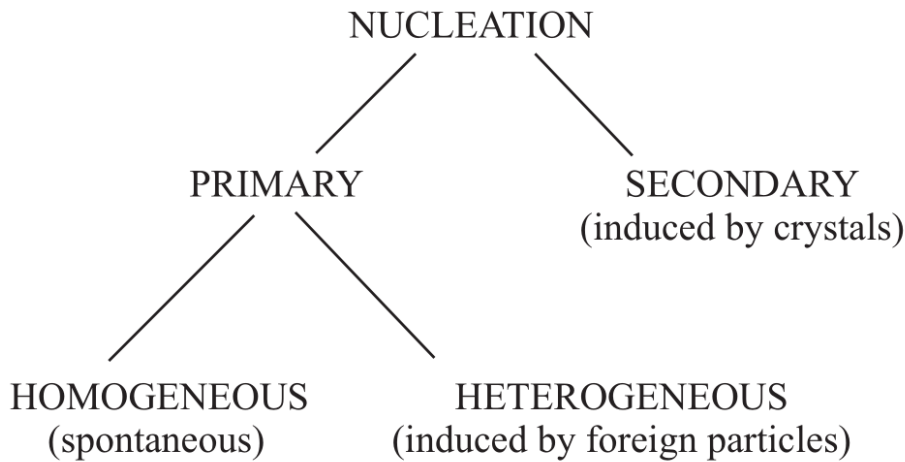 NUCLEATION
PRIMARY
SECONDARY
(induced by crystals)
HOMOGENEOUS
(spontaneous)
HETEROGENEOUS
(induced by foreign particles)